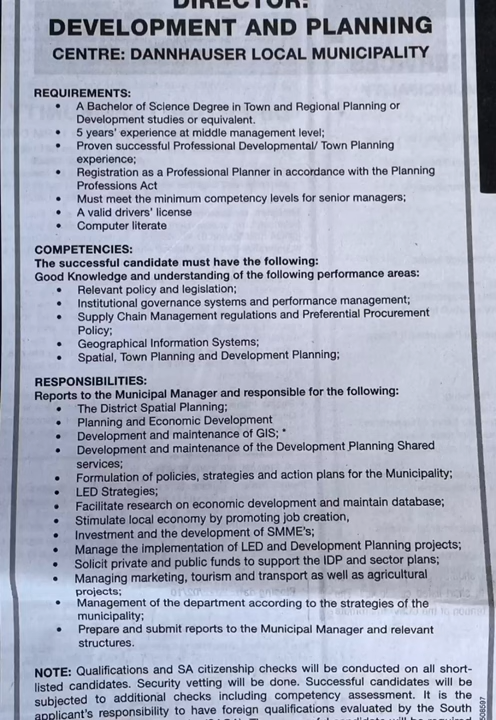 DIRECTOR:
DEVELOPMENT AND PLANNING
CENTRE: DANNHAUSER LOCAL MUNICIPALITY
REQUIREMENTS:
• A Bachelor of Science Degree in Town and Regional Planning or
Development studies or equivalent.
• 5 years' experience at middle management level;
• Proven successful Professional Developmental/ Town Planning
experience;
• Registration as a Professional Planner in accordance with the Planning
Professions Act
• Must meet the minimum competency levels for senior managers;
• A valid drivers' license
• Computer literate
COMPETENCIES:
The successful candidate must have the following:
Good Knowledge and understanding of the following performance areas:
• Relevant policy and legislation;
• Institutional governance systems and performance management;
• Supply Chain Management regulations and Preferential Procurement
Policy;
• Geographical Information Systems;
• Spatial, Town Planning and Development Planning;
RESPONSIBILITIES:
Reports to the Municipal Manager and responsible for the following:
• The District Spatial Planning;
• Planning and Economic Development
• Development and maintenance of GIS; *
• Development and maintenance of the Development Planning Shared
services;
• Formulation of policies, strategies and action plans for the Municipality;
• LED Strategies;
• Facilitate research on economic development and maintain database;
• Stimulate local economy by promoting job creation,
• Investment and the development of SMME's;
• Manage the implementation of LED and Development Planning projects;
• Solicit private and public funds to support the IDP and sector plans;
• Managing marketing, tourism and transport as well as agricultural
projects;
• Management of the department according to the strategies of the
municipality;
• Prepare and submit reports to the Municipal Manager and relevant
structures.
NOTE: Qualifications and SA citizenship checks will be conducted on all short-
listed candidates. Security vetting will be done. Successful candidates will be
subjected to additional checks including competency assessment. It is the
applicant's responsibility to have foreign qualifications evaluated by the South